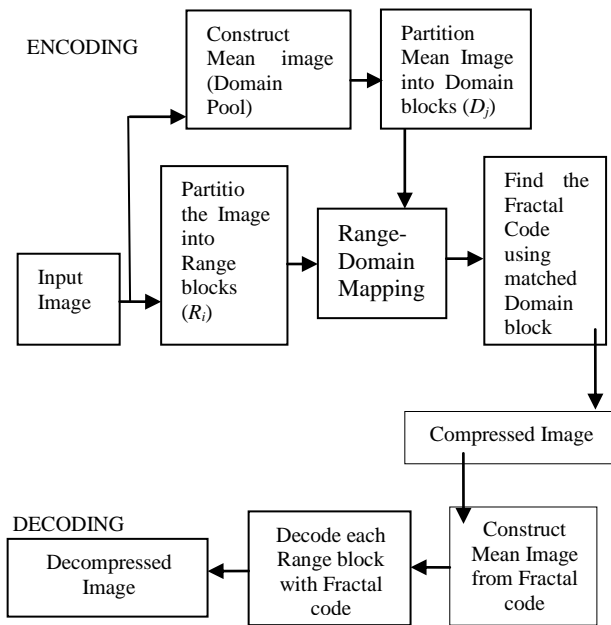 ENCODING
Construct
Mean image
(Domain
Pool)
Partition
Mean Image
into Domain
blocks (Dj)
Input
Image
Partitio
the Image
into
Range
blocks
(Ri)
Range-
Domain
Mapping
Find the
Fractal
Code
using
matched
Domain
block
Compressed Image
DECODING
Construct
Mean Image
from Fractal
code
Decode each
Range block
with Fractal
code
Decompressed
Image